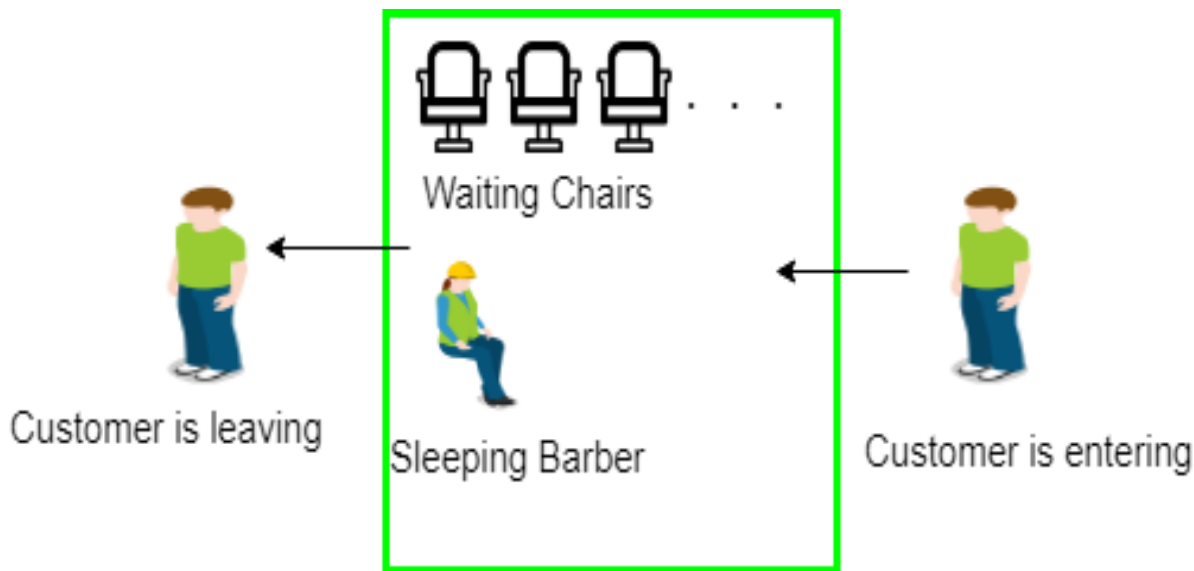 Waiting Chairs
Customer is leaving
Sleeping Barber
Customer is entering